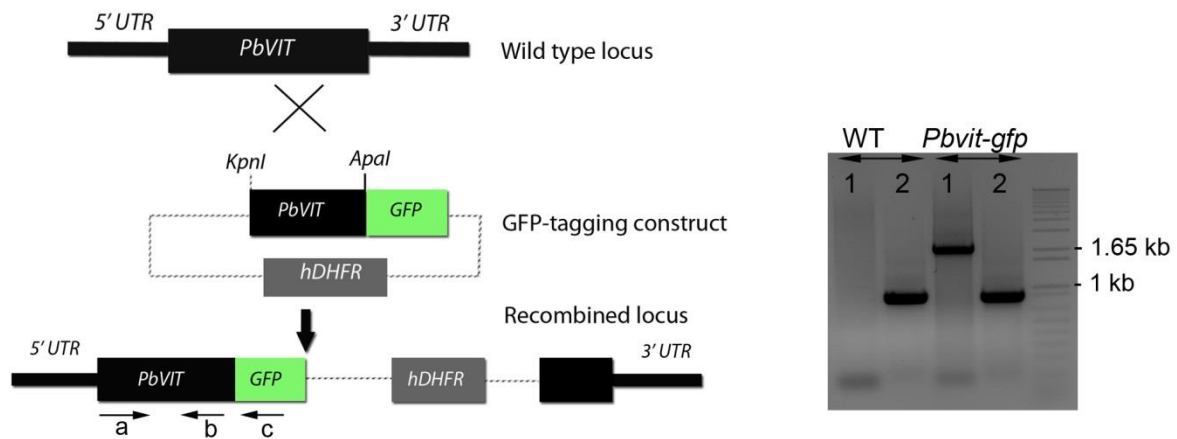 5' UTR
3' UTR
PbVIT
Wild type locus
KpnI
ApaI
PbVIT
GFP
GFP-tagging construct
hDHFR
Recombined locus
5' UTR
3' UTR
PbVIT
GFP
hDHFR
a
b
c
WT
Pbvit-gfp
1
2
1
2
- 1.65 kb
- 1 kb